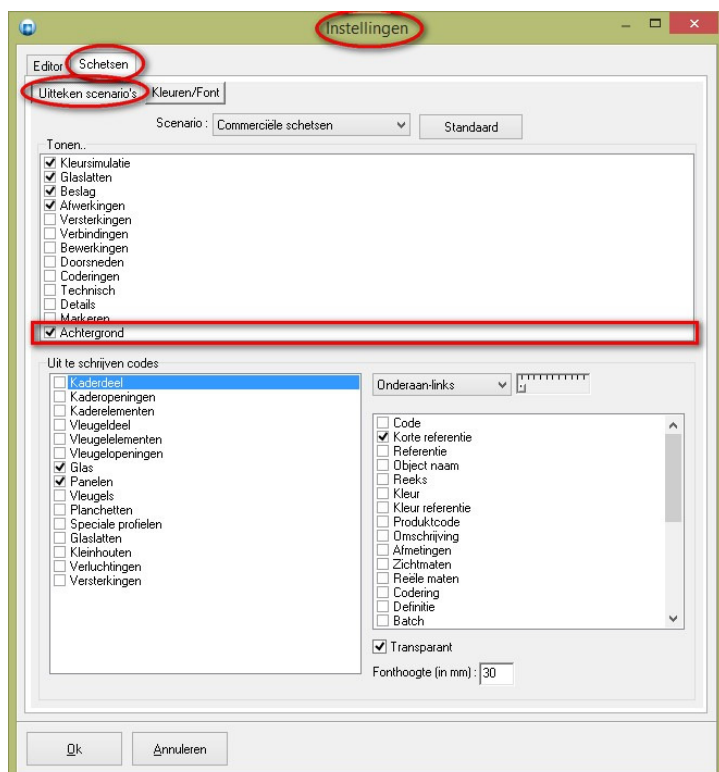 Instellingen
Editor Schetsen
Uitteken scenario's Kleuren/Font
Scenario : Commerciële schetsen Standaard
Tonen..
Kleursimulatie
Glaslatten
Beslag
Afwerkingen
Versterkingen
Verbindingen
Bewerkingen
Doorsneden
Coderingen
Technisch
Details
Markeren
Achtergrond
Uit te schrijven codes
Kaderdeel
Kaderopeningen
Kaderelementen
Vleugeldeel
Vleugelelementen
Vleugelopeningen
Glas
Panelen
Vleugels
Planchetten
Speciale profielen
Glaslatten
Kleinhouten
Verluchtingen
Versterkingen
Onderaan-links
Code
Korte referentie
Referentie
Object naam
Reeks
Kleur
Kleur referentie
Produktcode
Omschrijving
Afmetingen
Zichtmaten
Reële maten
Codering
Definitie
Batch
Transparant
Fonthoogte (in mm) : 30
Ok Annuleren